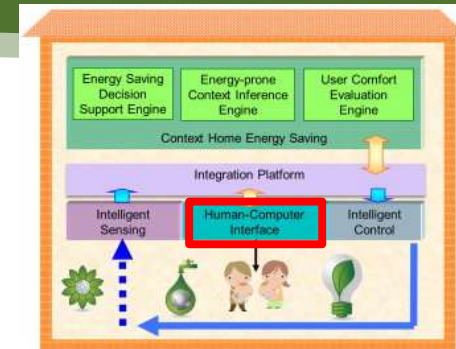 Energy Saving
Decision
Support Engine
Energy-prone
Context Inference
Engine
User Comfort
Evaluation
Engine
Context Home Energy Saving
Integration Platform
Intelligent
Sensing
Human-Computer
Interface
Intelligent
Control